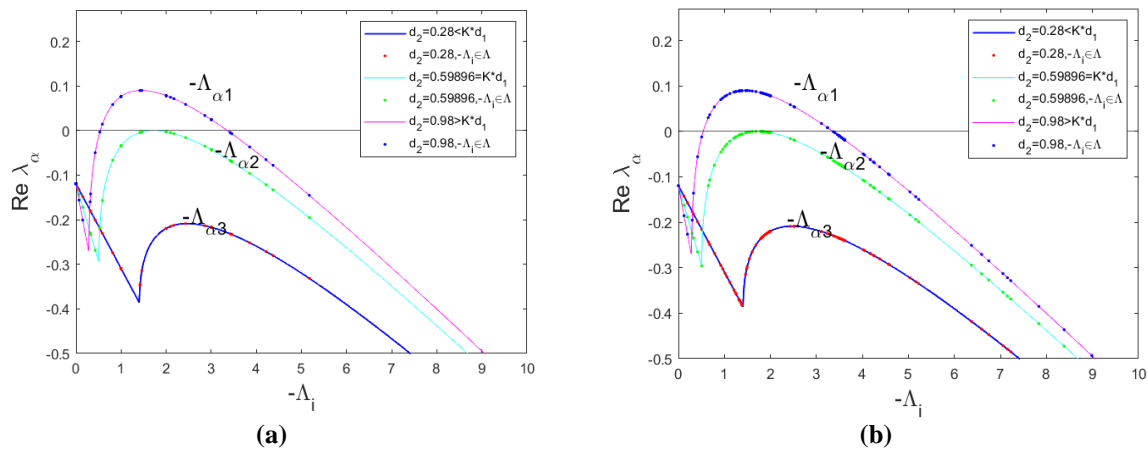 0.2
0.1
0
-0.1
-0.2
-0.3
-0.4
-0.5
Re λ_α
0 1 2 3 4 5 6 7 8 9 10
-Λ_i
-Λ_α1
-Λ_α2
-Λ_α3
d_2=0.28<K*d_1
d_2=0.28,-Λ_i∈Λ
d_2=0.59896=K*d_1
d_2=0.59896,-Λ_i∈Λ
d_2=0.98>K*d_1
d_2=0.98,-Λ_i∈Λ
(a)
0.2
0.1
0
-0.1
-0.2
-0.3
-0.4
-0.5
Re λ_α
0 1 2 3 4 5 6 7 8 9 10
-Λ_i
-Λ_α1
-Λ_α2
-Λ_α3
d_2=0.28<K*d_1
d_2=0.28,-Λ_i∈Λ
d_2=0.59896=K*d_1
d_2=0.59896,-Λ_i∈Λ
d_2=0.98>K*d_1
d_2=0.98,-Λ_i∈Λ
(b)